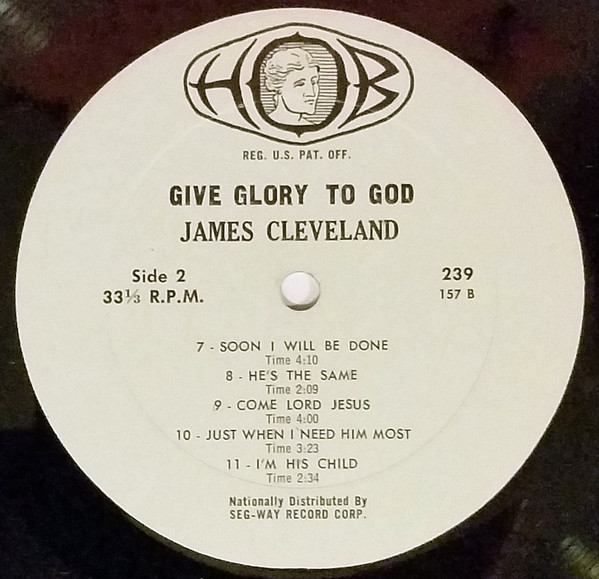 HOB
REG. U.S. PAT. OFF.
GIVE GLORY TO GOD
JAMES CLEVELAND
Side 2
33⅓ R.P.M.
239
157 B
7 - SOON I WILL BE DONE
Time 4:10
8 - HE'S THE SAME
Time 2:09
9 - COME LORD JESUS
Time 4:00
10 - JUST WHEN I NEED HIM MOST
Time 3:23
11 - I'M HIS CHILD
Time 2:34
Nationally Distributed By
SEG-WAY RECORD CORP.